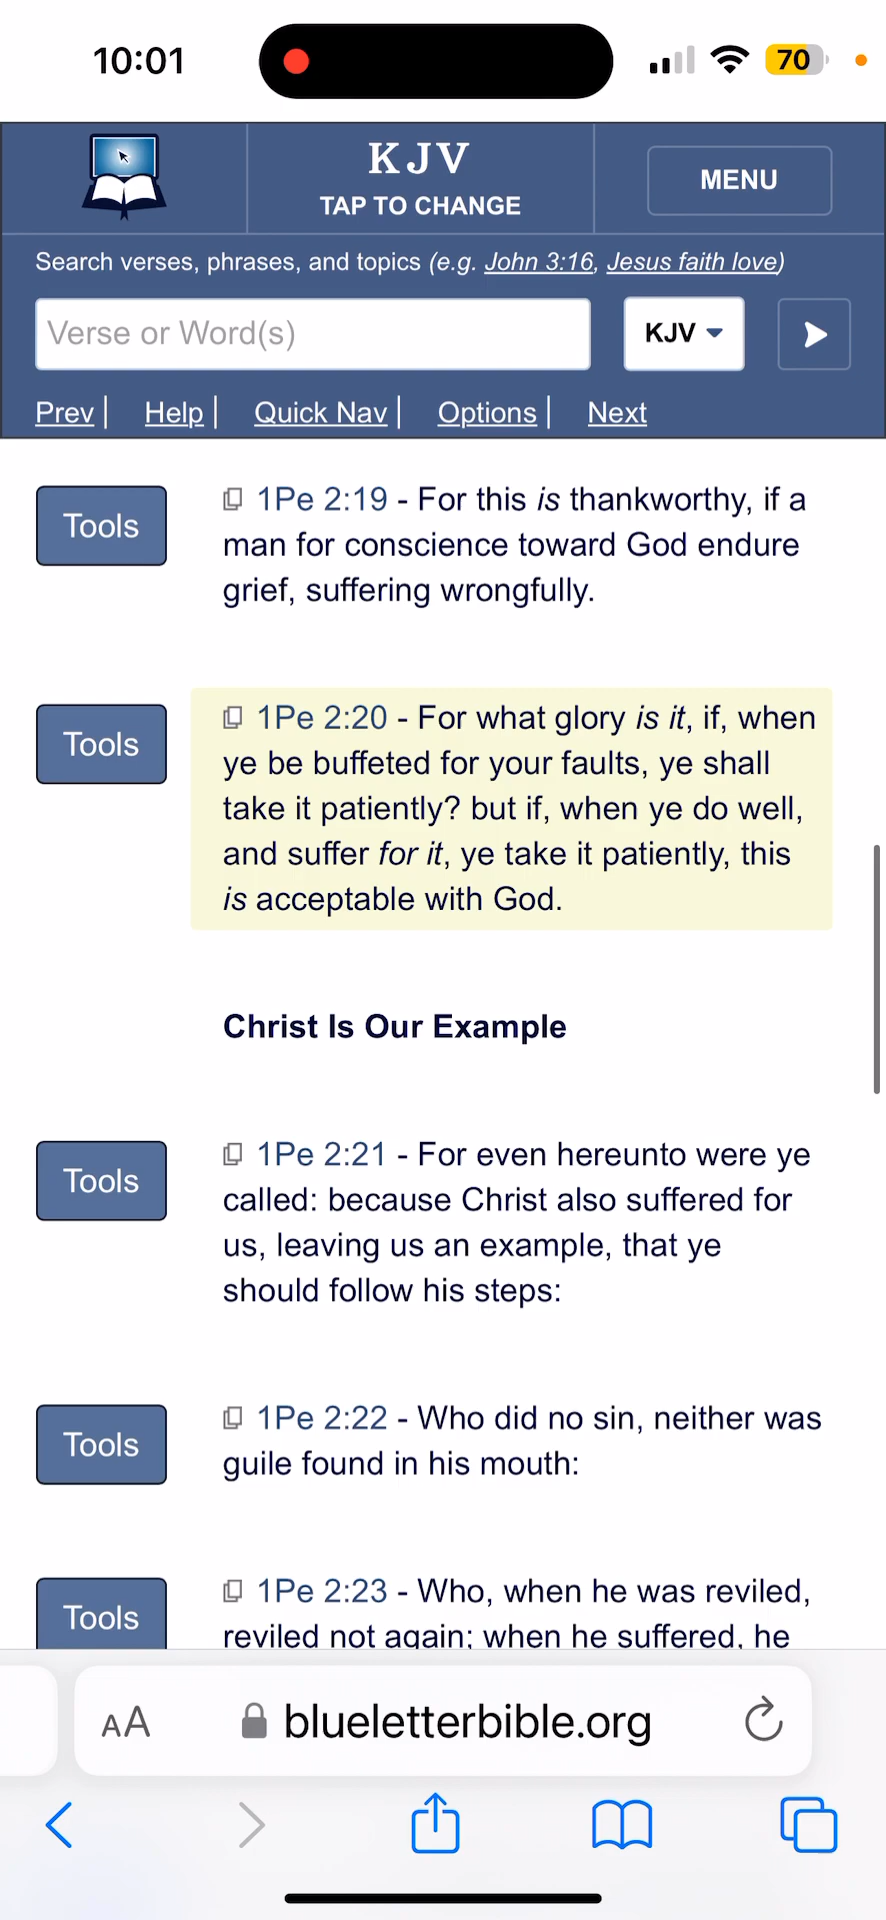 10:01
70
KJV
TAP TO CHANGE
MENU
Search verses, phrases, and topics (e.g. John 3:16, Jesus faith love)
Verse or Word(s)
KJV
Prev | Help | Quick Nav | Options | Next
Tools
1Pe 2:19 - For this is thankworthy, if a
man for conscience toward God endure
grief, suffering wrongfully.
Tools
1Pe 2:20 - For what glory is it, if, when
ye be buffeted for your faults, ye shall
take it patiently? but if, when ye do well,
and suffer for it, ye take it patiently, this
is acceptable with God.
Christ Is Our Example
Tools
1Pe 2:21 - For even hereunto were ye
called: because Christ also suffered for
us, leaving us an example, that ye
should follow his steps:
Tools
1Pe 2:22 - Who did no sin, neither was
guile found in his mouth:
Tools
1Pe 2:23 - Who, when he was reviled,
reviled not again; when he suffered, he
AA
blueletterbible.org